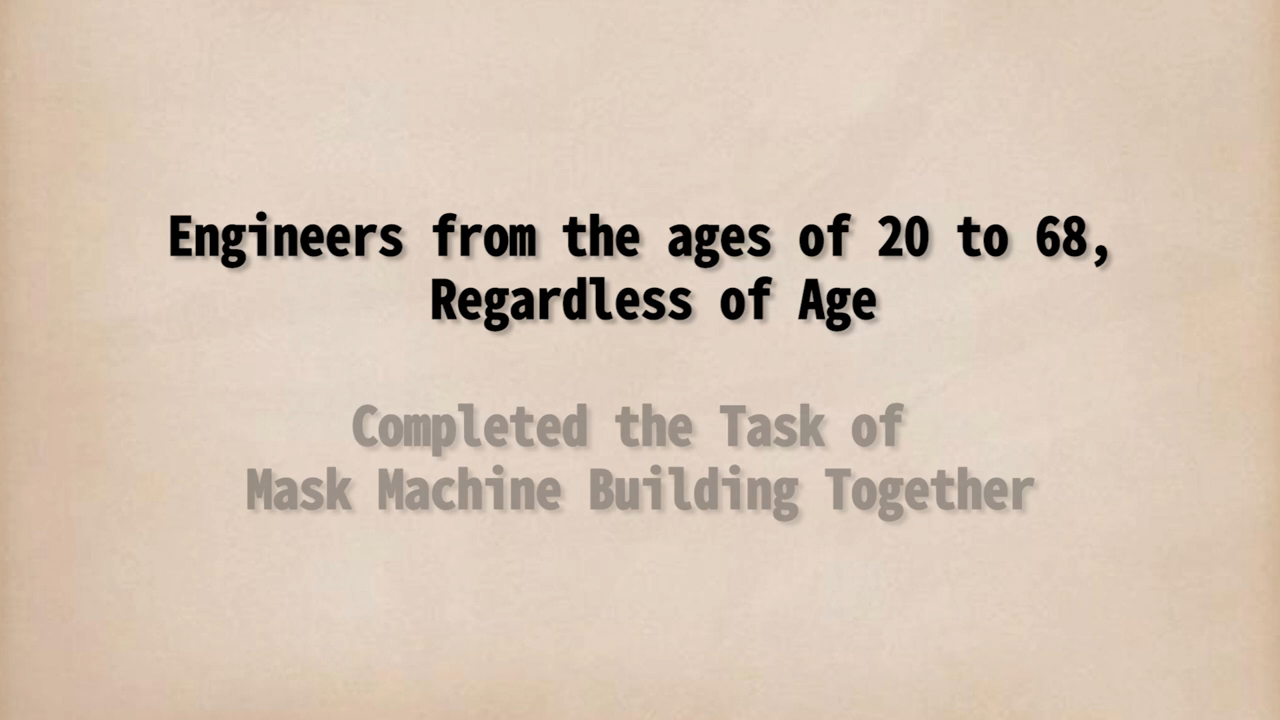 Engineers from the ages of 20 to 68,
Regardless of Age
Completed the Task of
Mask Machine Building Together